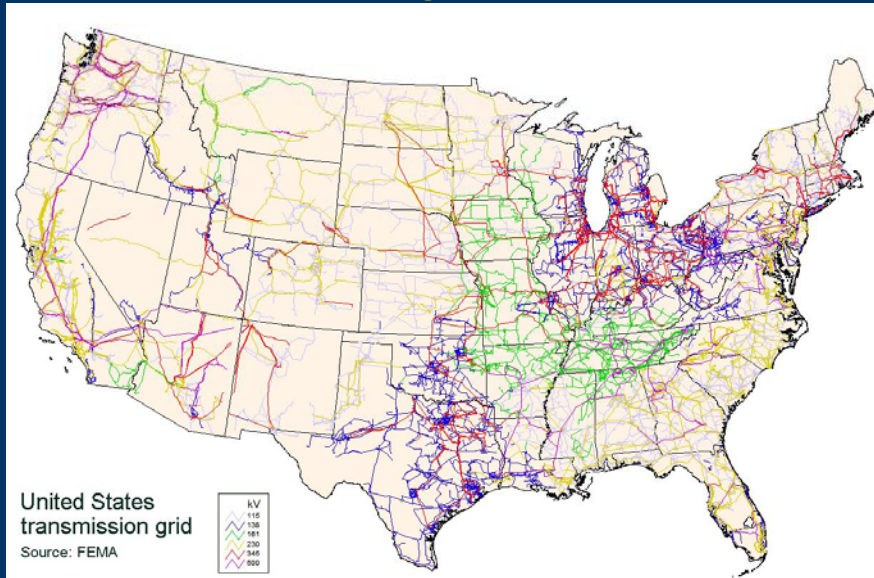 United States
transmission grid
Source: FEMA
kV
115
138
161
230
345
500